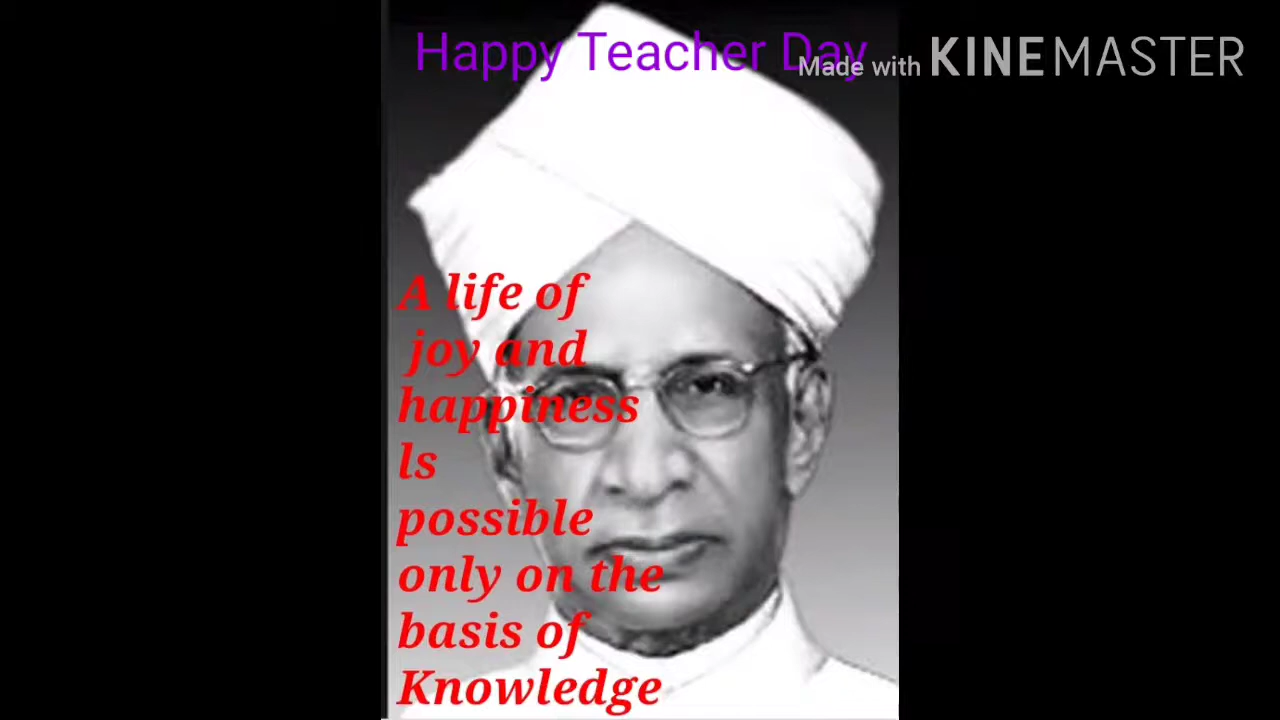 Happy Teacher Day
Made with KINEMASTER
A life of
joy and
happiness
ls
possible
only on the
basis of
Knowledge